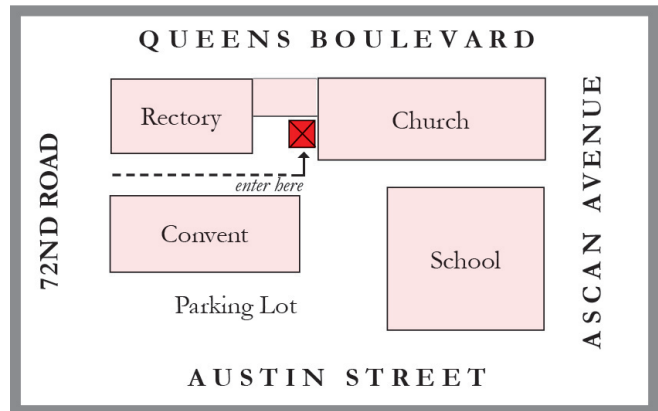 QUEENS BOULEVARD
Rectory
Church
72ND ROAD
enter here
ASCAN AVENUE
Convent
School
Parking Lot
AUSTIN STREET